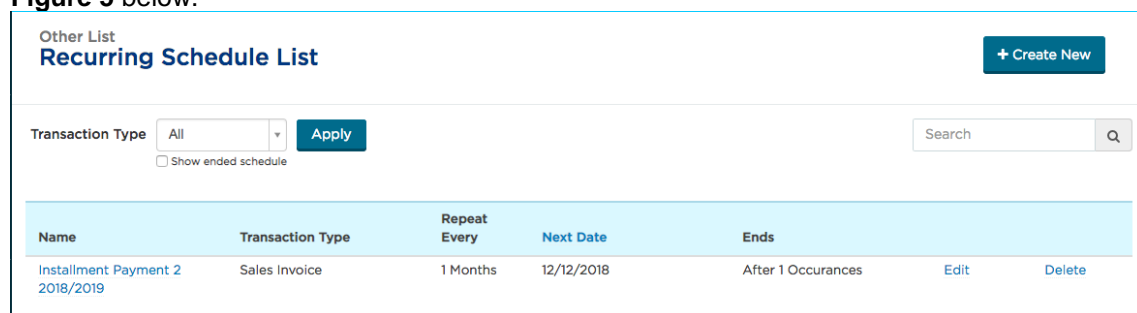 Figure 5 below.
Other List
Recurring Schedule List
+ Create New
Transaction Type All Apply
Show ended schedule
Search
Name Transaction Type Repeat Every Next Date Ends
Installment Payment 2 2018/2019 Sales Invoice 1 Months 12/12/2018 After 1 Occurances Edit Delete